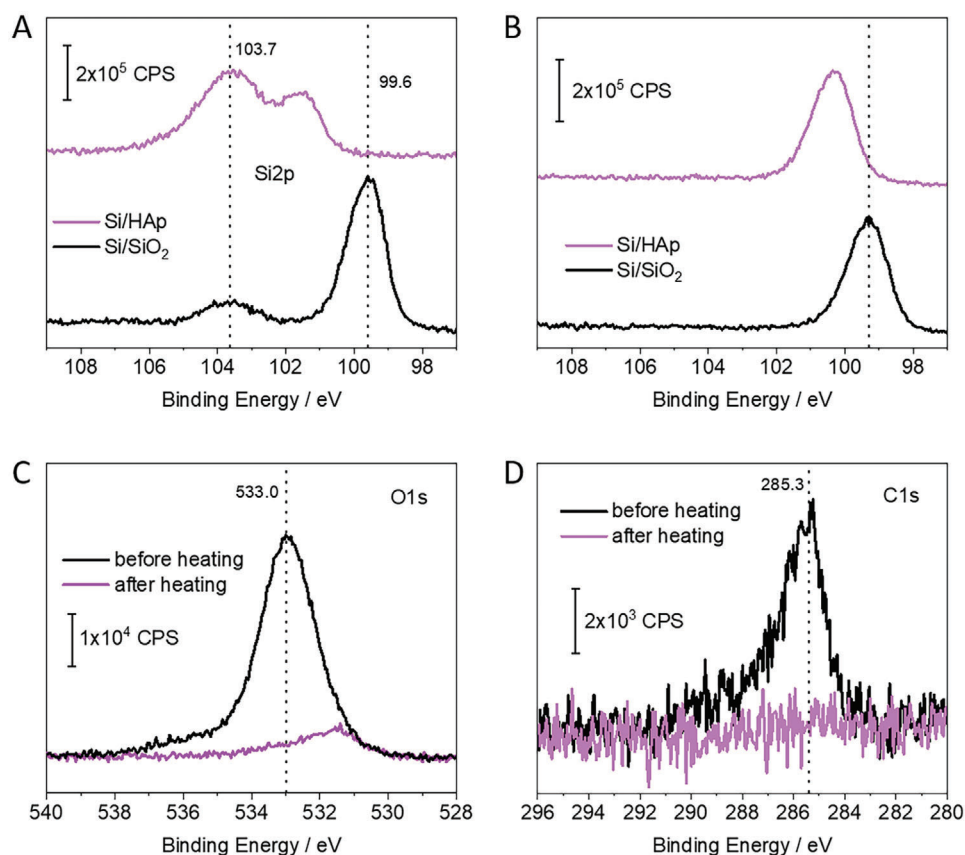 A
2x10⁵ CPS
103.7
99.6
Si2p
Si/HAp
Si/SiO₂
108 106 104 102 100 98
Binding Energy / eV
B
2x10⁵ CPS
Si/HAp
Si/SiO₂
108 106 104 102 100 98
Binding Energy / eV
C
533.0
O1s
before heating
after heating
1x10⁴ CPS
540 538 536 534 532 530 528
Binding Energy / eV
D
285.3
C1s
before heating
after heating
2x10³ CPS
296 294 292 290 288 286 284 282 280
Binding Energy / eV